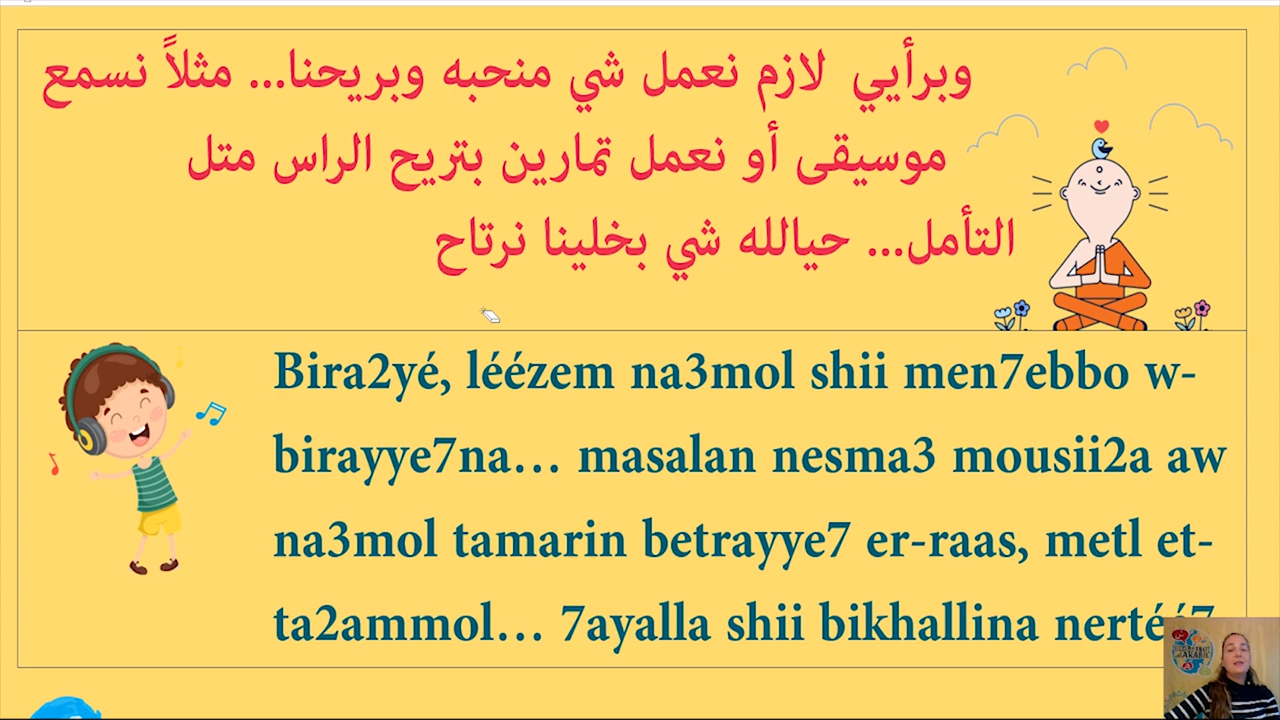 وبرأيي لازم نعمل شي منحبه وبريحنا... مثلاً نسمع
موسيقى أو نعمل تمارين بتريح الراس متل
التأمل... حيالله شي بخلينا نرتاح
Bira2yé, léézem na3mol shii men7ebbo w-
birayye7na... masalan nesma3 mousii2a aw
na3mol tamarin betrayye7 er-raas, metl et-
ta2ammol... 7ayalla shii bikhallina nertéé7